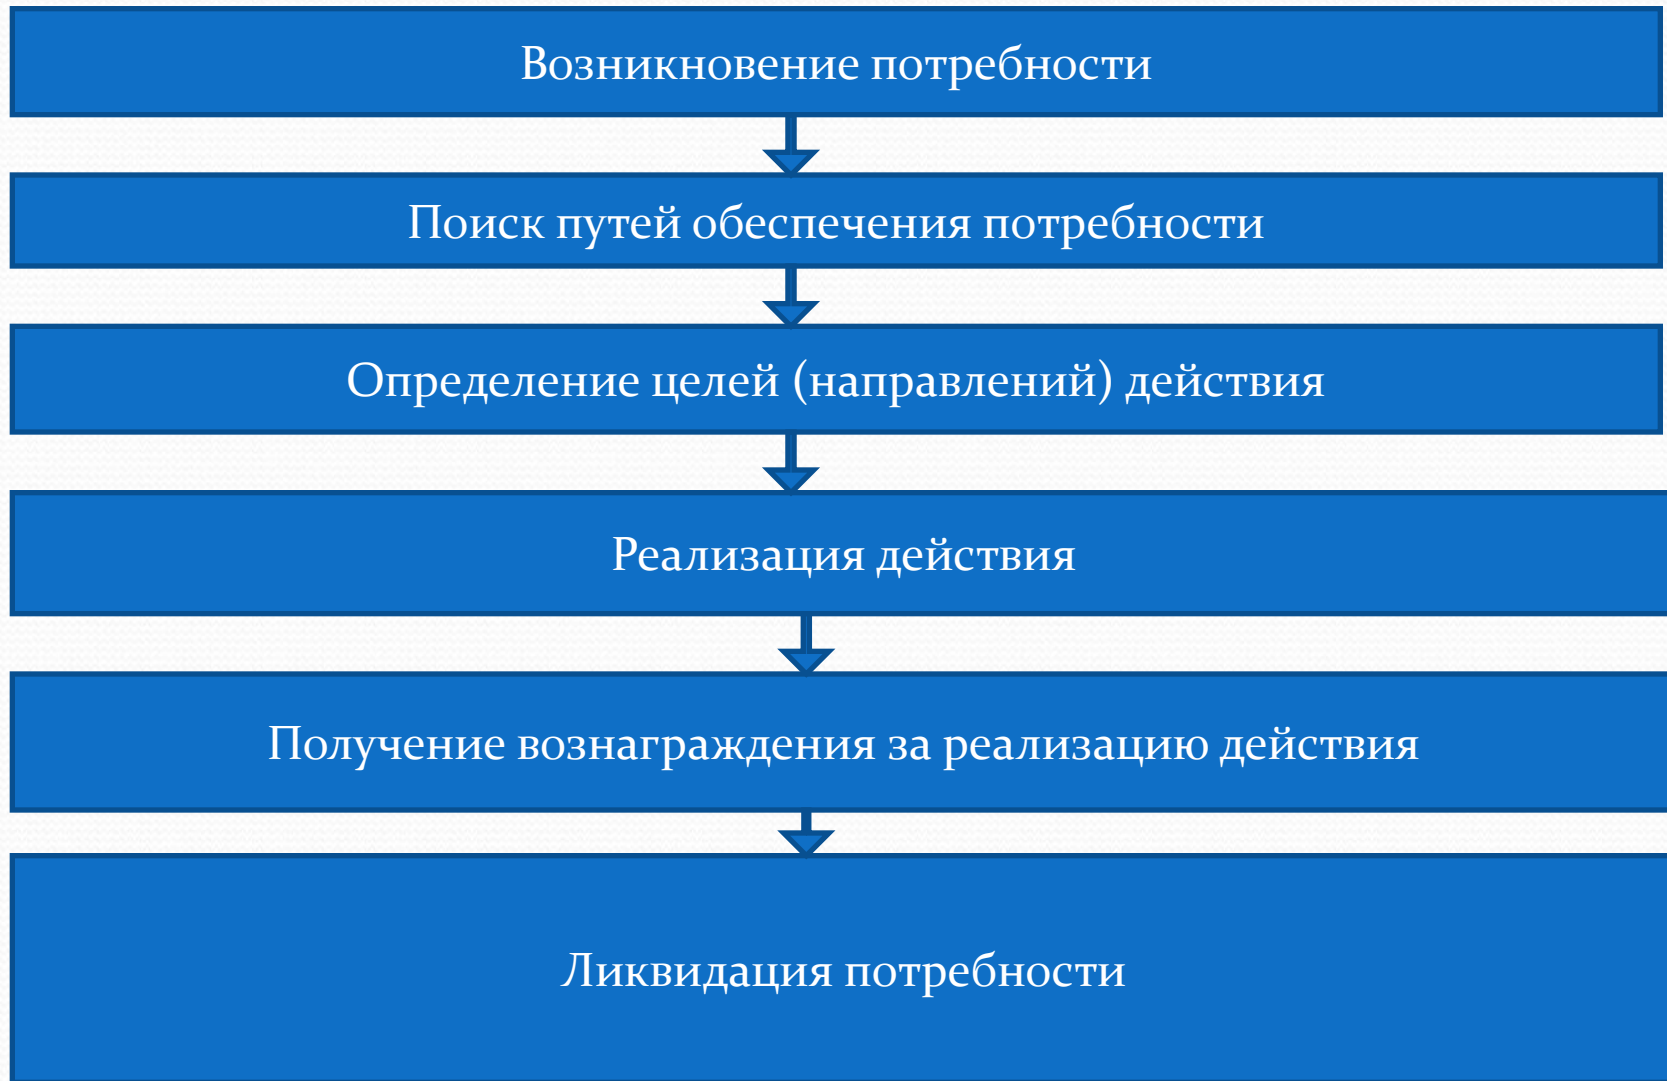 Возникновение потребности
Поиск путей обеспечения потребности
Определение целей (направлений) действия
Реализация действия
Получение вознаграждения за реализацию действия
Ликвидация потребности